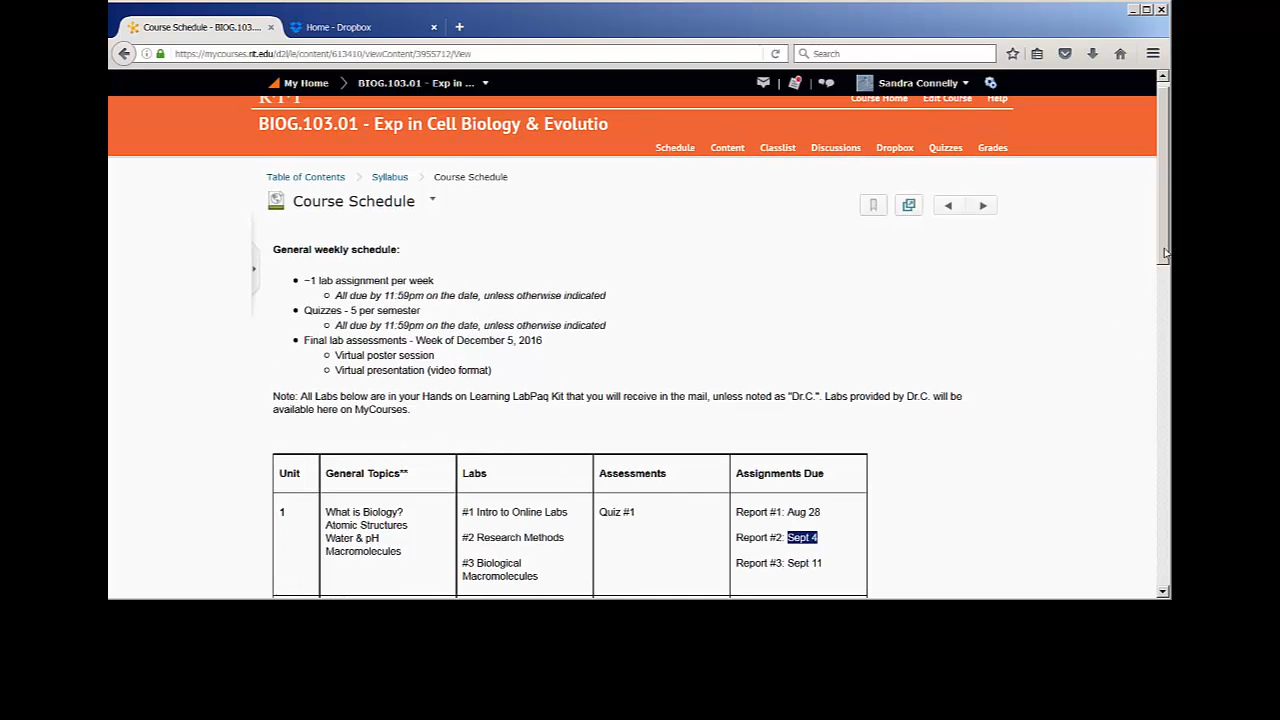 Course Schedule - BIOG.103....
Home - Dropbox
https://mycourses.rit.edu/d2l/le/content/613410/viewContent/3955712/View
Search
My Home
BIOG.103.01 - Exp in ...
Sandra Connelly
R·I·T
Course Home Edit Course Help
BIOG.103.01 - Exp in Cell Biology & Evolutio
Schedule Content Classlist Discussions Dropbox Quizzes Grades
Table of Contents > Syllabus > Course Schedule
Course Schedule
General weekly schedule:
• ~1 lab assignment per week
o All due by 11:59pm on the date, unless otherwise indicated
• Quizzes - 5 per semester
o All due by 11:59pm on the date, unless otherwise indicated
• Final lab assessments - Week of December 5, 2016
o Virtual poster session
o Virtual presentation (video format)
Note: All Labs below are in your Hands on Learning LabPaq Kit that you will receive in the mail, unless noted as "Dr.C.". Labs provided by Dr.C. will be
available here on MyCourses.
Unit
General Topics**
Labs
Assessments
Assignments Due
1
What is Biology?
Atomic Structures
Water & pH
Macromolecules
#1 Intro to Online Labs
#2 Research Methods
#3 Biological
Macromolecules
Quiz #1
Report #1: Aug 28
Report #2: Sept 4
Report #3: Sept 11